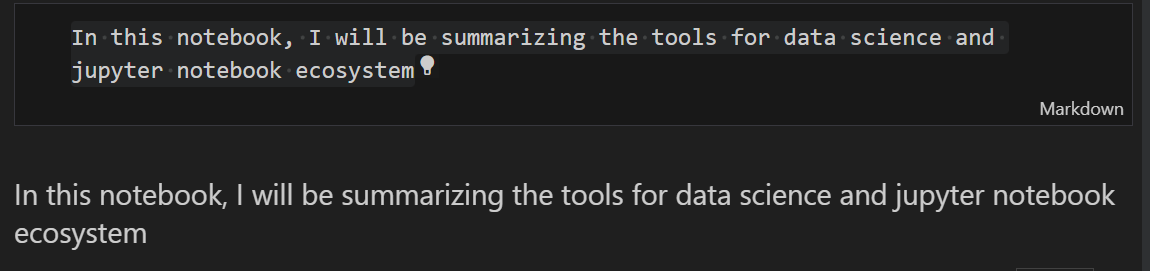 In this notebook, I will be summarizing the tools for data science and
jupyter notebook ecosystem
Markdown
In this notebook, I will be summarizing the tools for data science and jupyter notebook
ecosystem